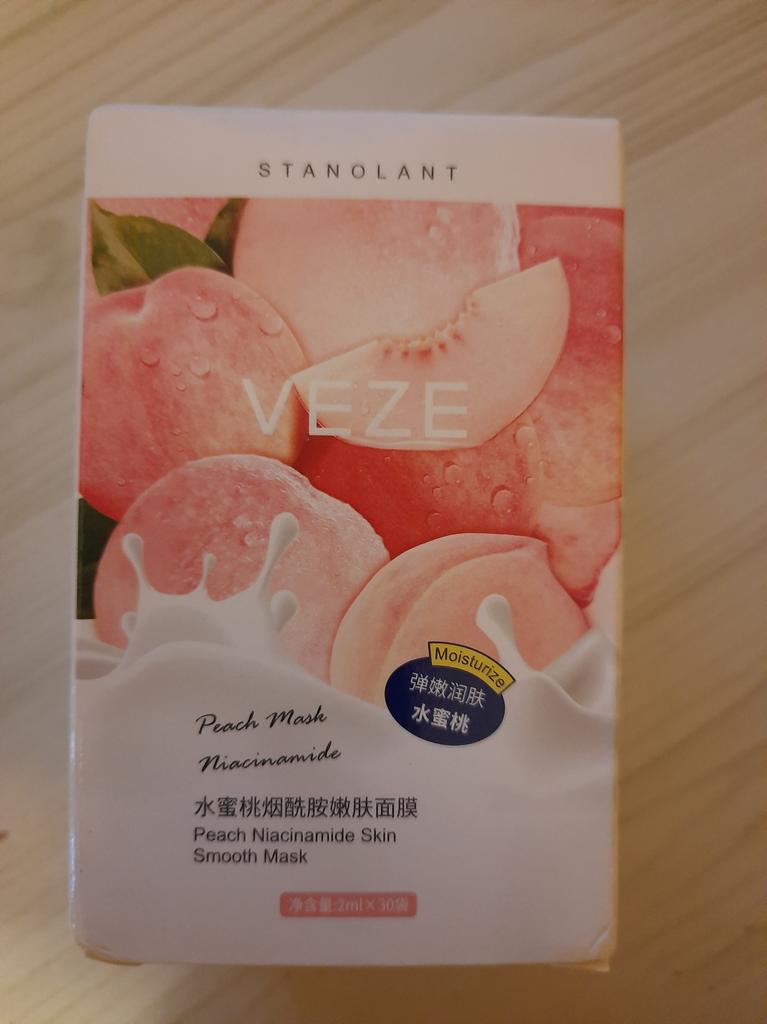 STANOLANT
VEZE
Moisturize
弹嫩润肤
水蜜桃
Peach Mask
Niacinamide
水蜜桃烟酰胺嫩肤面膜
Peach Niacinamide Skin
Smooth Mask
净含量:2ml×30袋